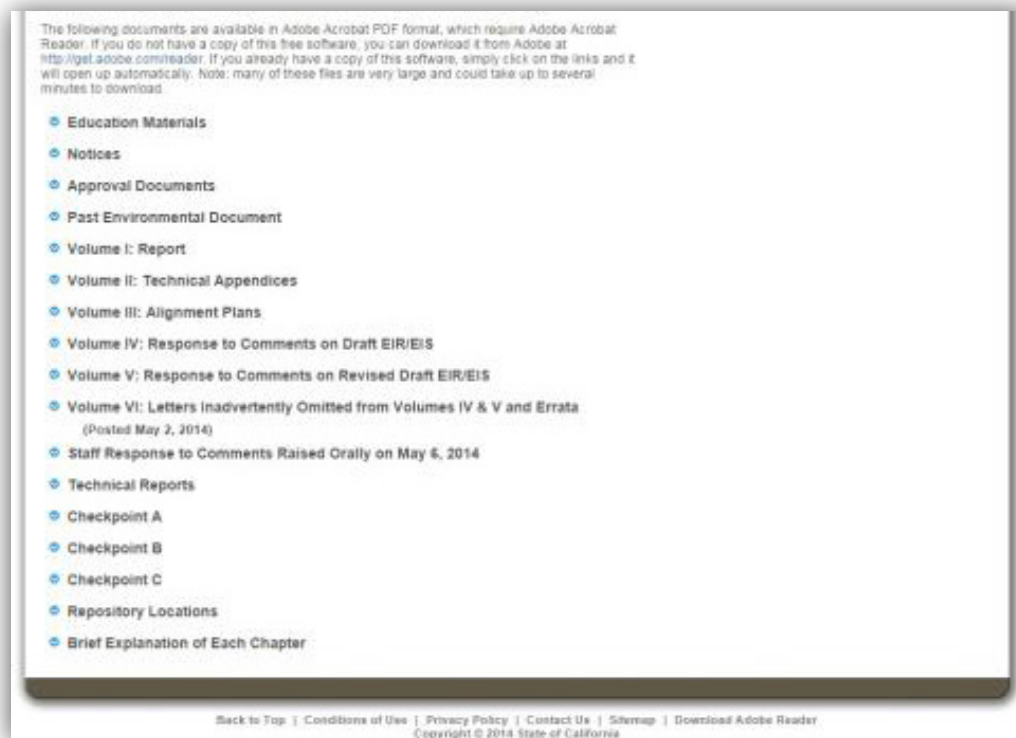 The following documents are available in Adobe Acrobat PDF format, which require Adobe Acrobat
Reader. If you do not have a copy of this free software, you can download it from Adobe at
http://get.adobe.com/reader. If you already have a copy of this software, simply click on the links and it
will open up automatically. Note: many of these files are very large and could take up to several
minutes to download.
Education Materials
Notices
Approval Documents
Past Environmental Document
Volume I: Report
Volume II: Technical Appendices
Volume III: Alignment Plans
Volume IV: Response to Comments on Draft EIR/EIS
Volume V: Response to Comments on Revised Draft EIR/EIS
Volume VI: Letters Inadvertently Omitted from Volumes IV & V and Errata
(Posted May 2, 2014)
Staff Response to Comments Raised Orally on May 6, 2014
Technical Reports
Checkpoint A
Checkpoint B
Checkpoint C
Repository Locations
Brief Explanation of Each Chapter
Back to Top | Conditions of Use | Privacy Policy | Contact Us | Sitemap | Download Adobe Reader
Copyright © 2014 State of California